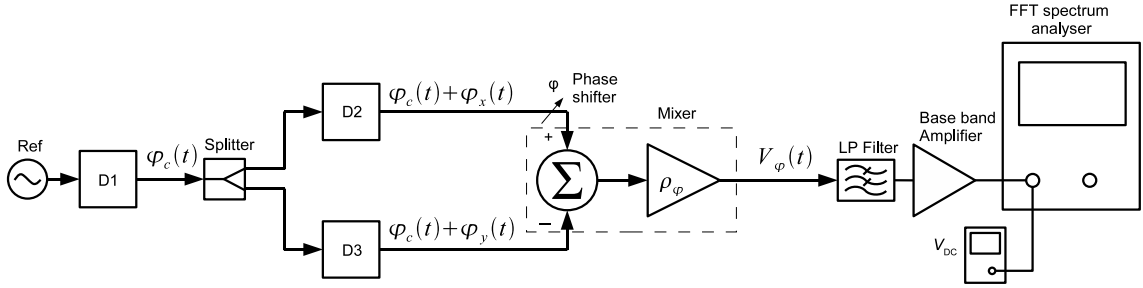 FFT spectrum
analyser
D2
φc(t)+φx(t)
φ
Phase
shifter
Mixer
Base band
Amplifier
Ref
D1
φc(t)
Splitter
+
Σ
−
ρφ
Vφ(t)
LP Filter
D3
φc(t)+φy(t)
VDC